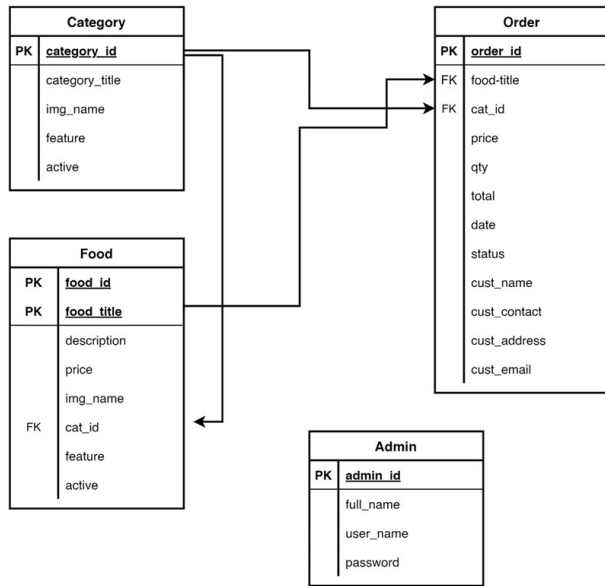 Category
PK category_id
category_title
img_name
feature
active
Order
PK order_id
FK food-title
FK cat_id
price
qty
total
date
status
cust_name
cust_contact
cust_address
cust_email
Food
PK food_id
PK food_title
description
price
img_name
FK cat_id
feature
active
Admin
PK admin_id
full_name
user_name
password